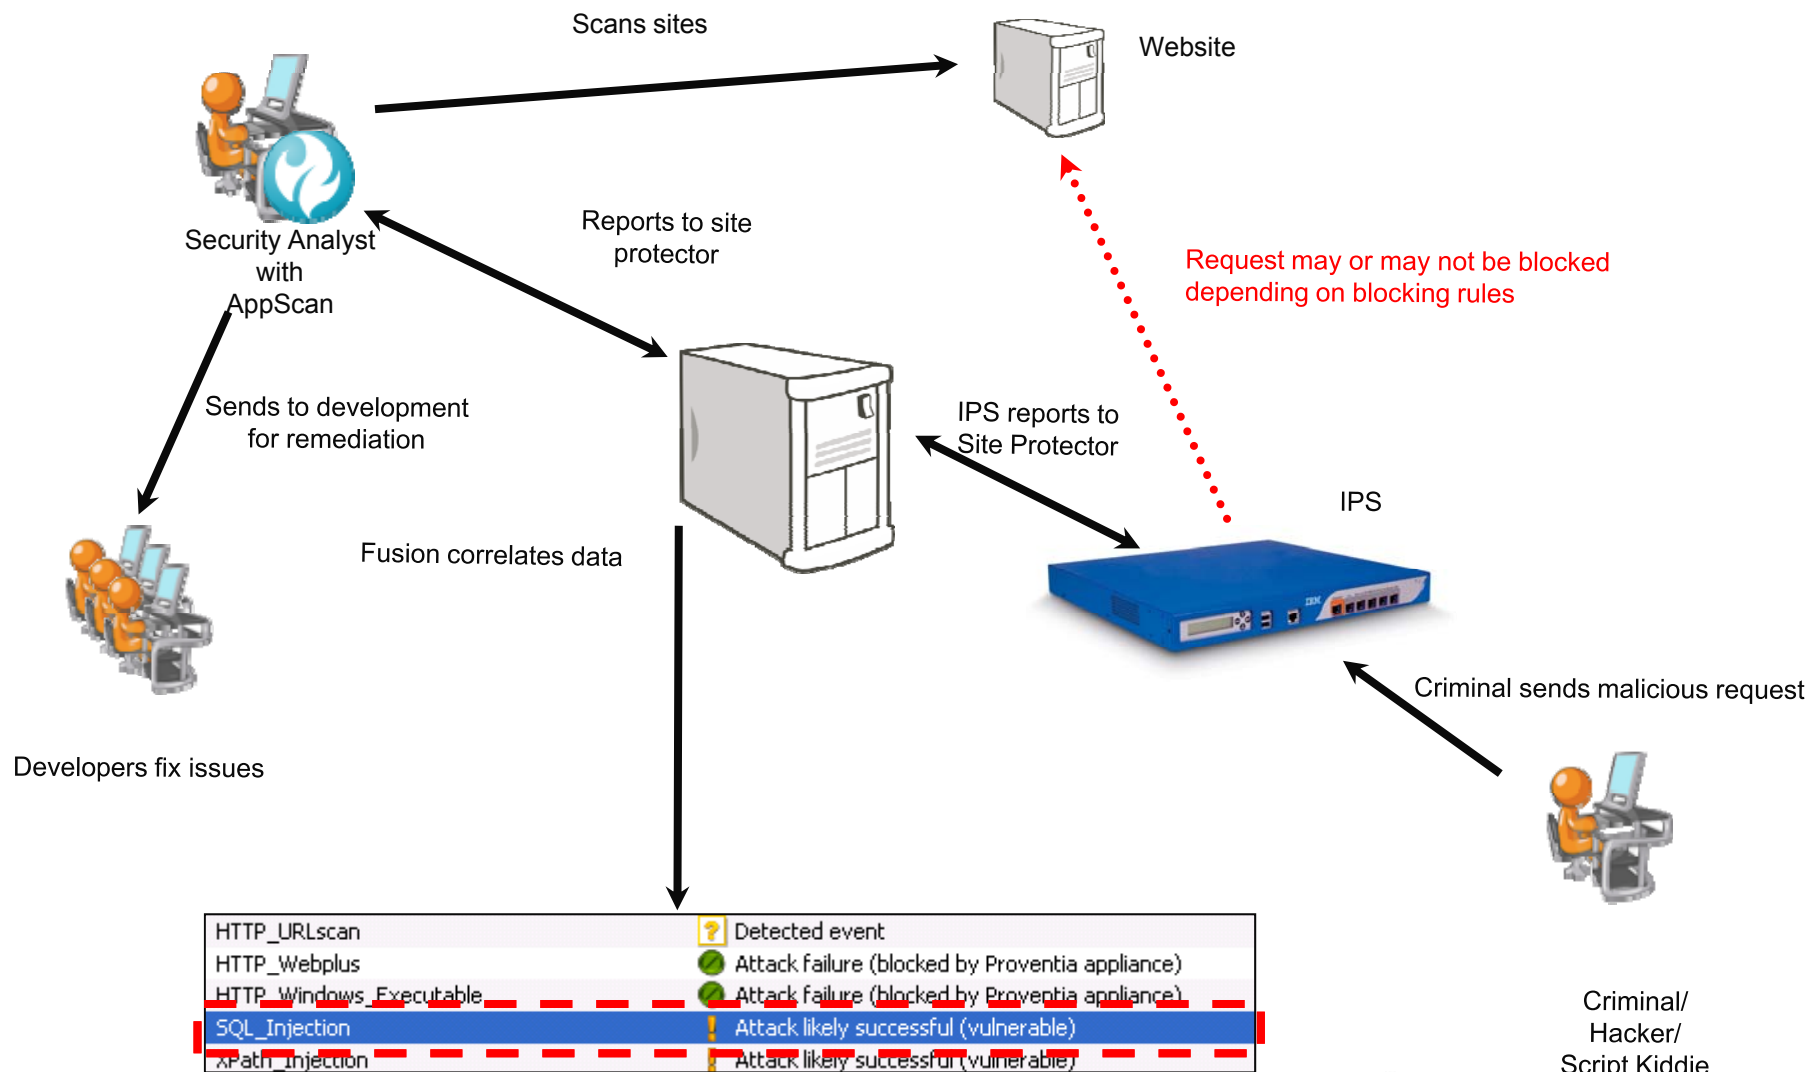 Scans sites
Website
Security Analyst
with
AppScan
Reports to site
protector
Request may or may not be blocked
depending on blocking rules
Sends to development
for remediation
IPS reports to
Site Protector
IPS
Fusion correlates data
IBM
Criminal sends malicious request
Developers fix issues
HTTP_URLscan ? Detected event
HTTP_Webplus Attack failure (blocked by Proventia appliance)
HTTP_Windows_Executable Attack failure (blocked by Proventia appliance)
SQL_Injection ! Attack likely successful (vulnerable)
XPath_Injection ! Attack likely successful (vulnerable)
Criminal/
Hacker/
Script Kiddie